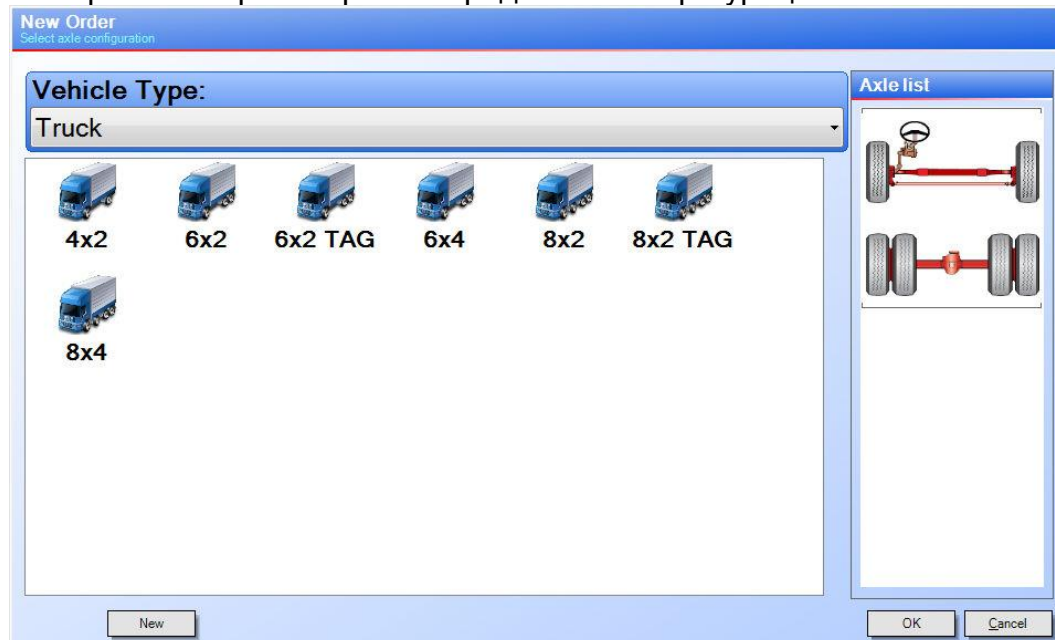 New Order
Select axle configuration
Vehicle Type:
Axle list
Truck
4x2 6x2 6x2 TAG 6x4 8x2 8x2 TAG
8x4
New OK Cancel